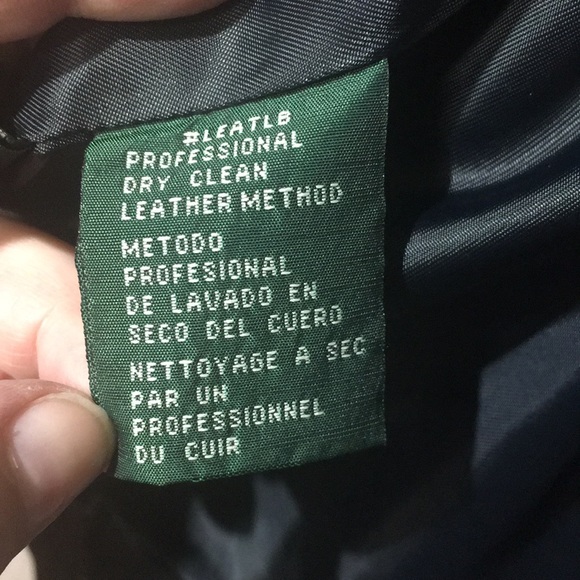 #LEATLB
PROFESSIONAL
DRY CLEAN
LEATHER METHOD
METODO
PROFESIONAL
DE LAVADO EN
SECO DEL CUERO
NETTOYAGE A SEC
PAR UN
PROFESSIONNEL
DU CUIR